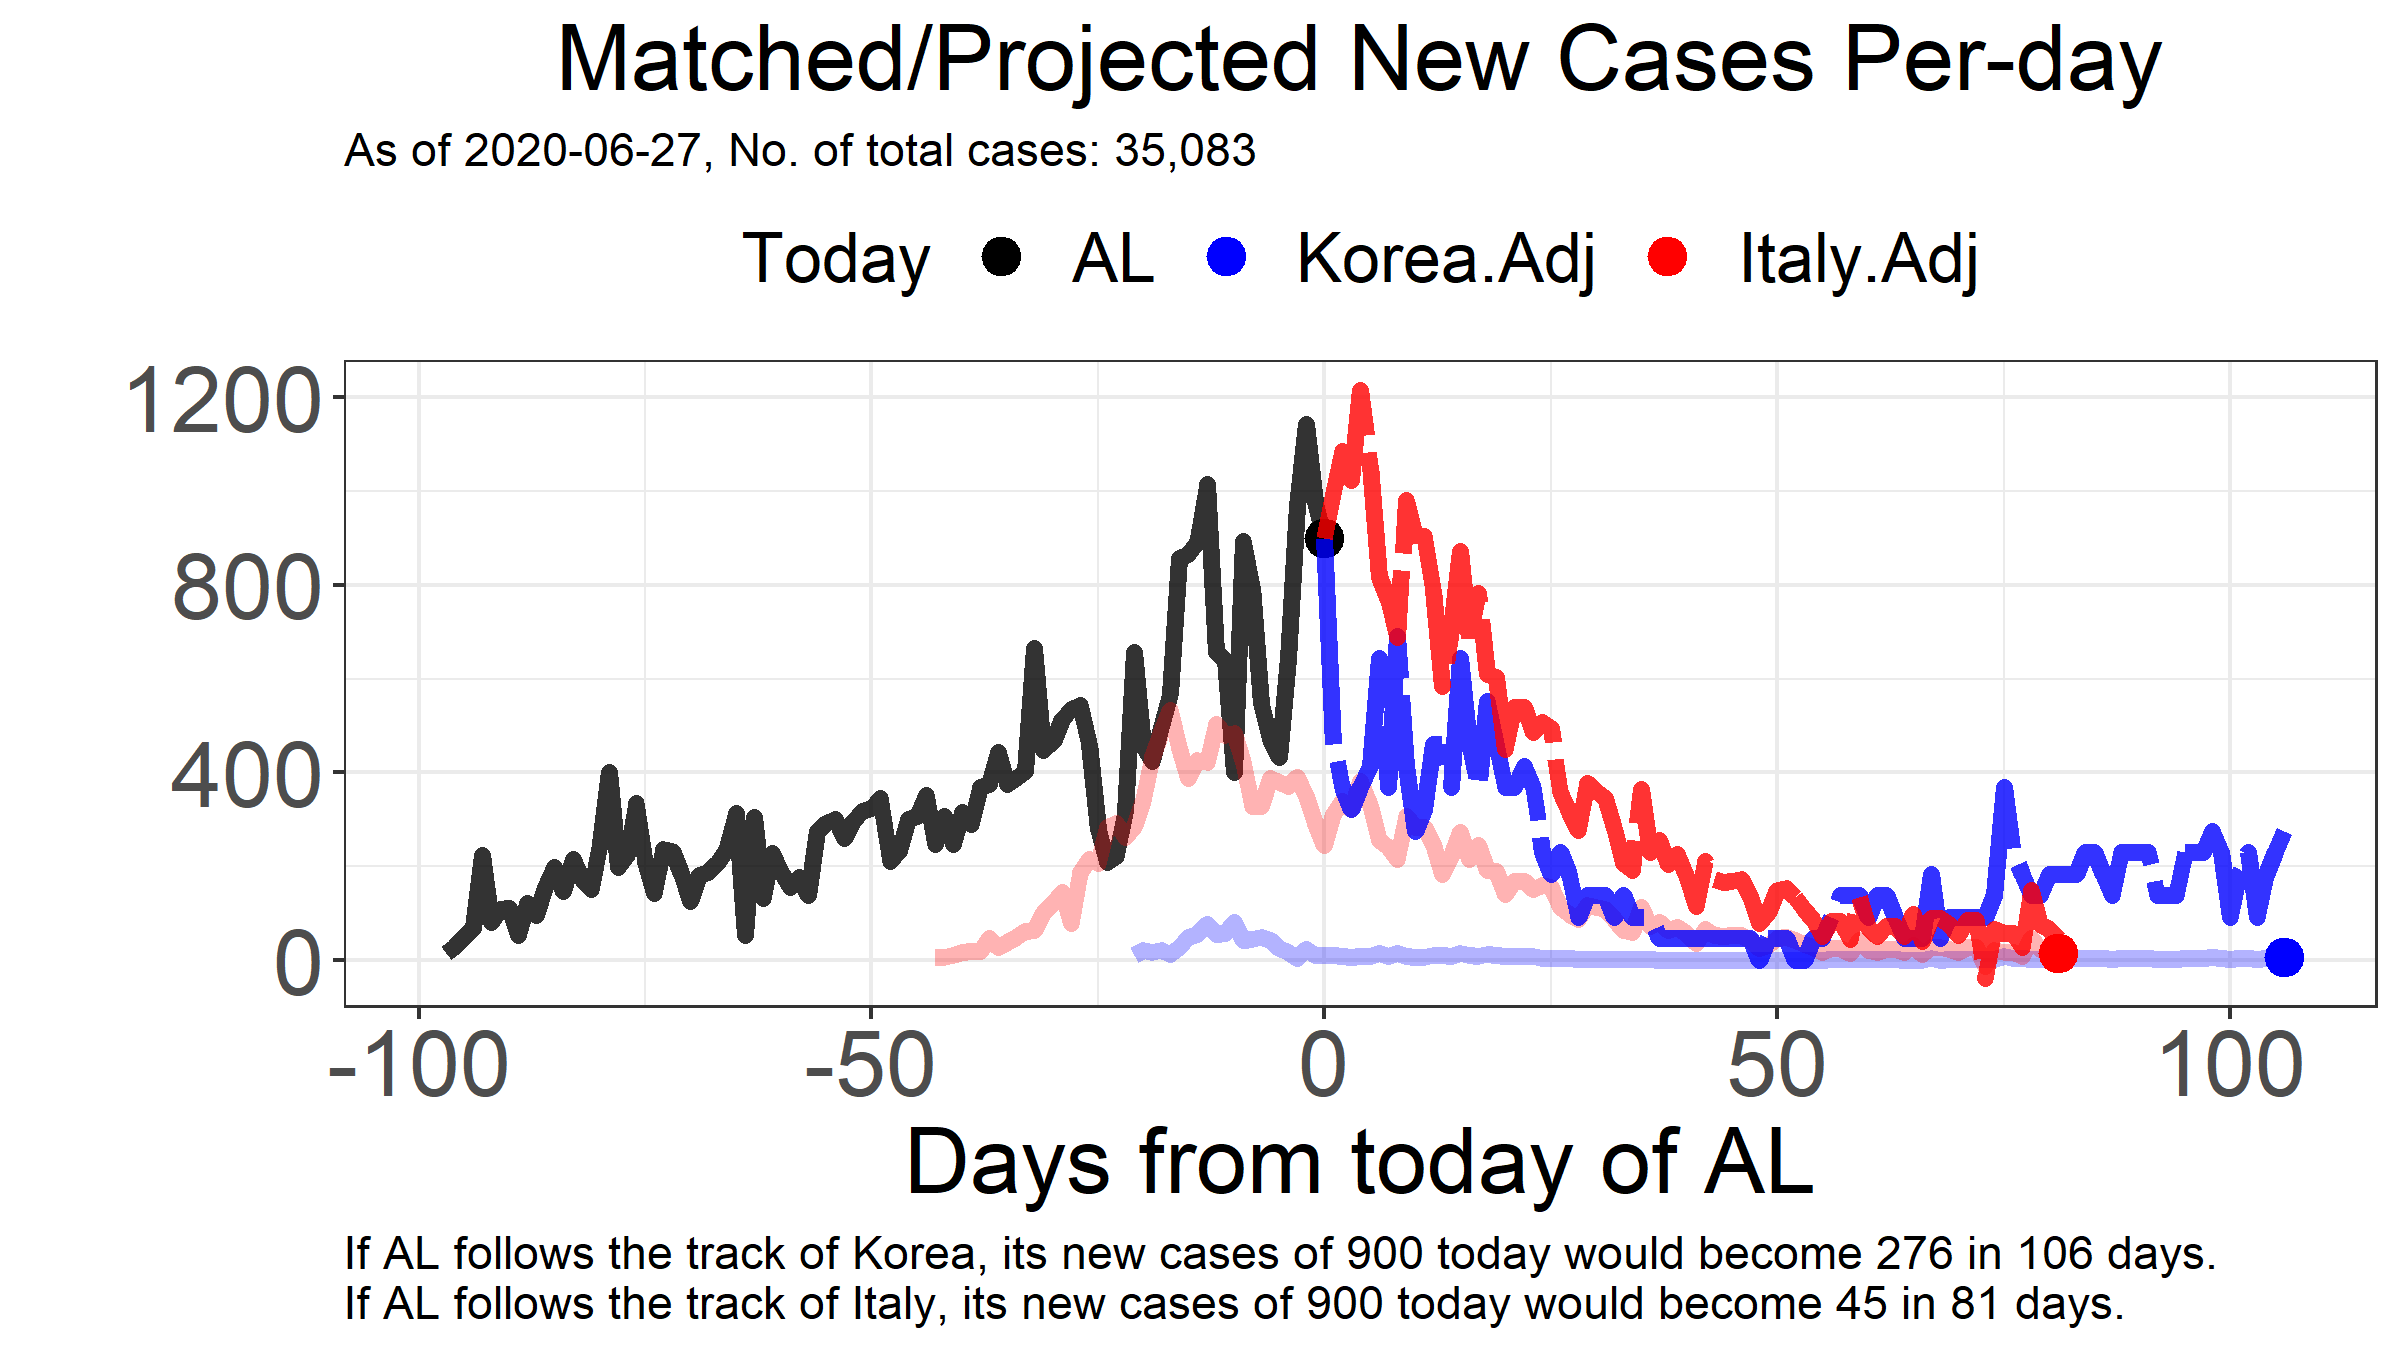 Matched/Projected New Cases Per-day
As of 2020-06-27, No. of total cases: 35,083
Today AL Korea.Adj Italy.Adj
1200
800
400
0
-100 -50 0 50 100
Days from today of AL
If AL follows the track of Korea, its new cases of 900 today would become 276 in 106 days.
If AL follows the track of Italy, its new cases of 900 today would become 45 in 81 days.